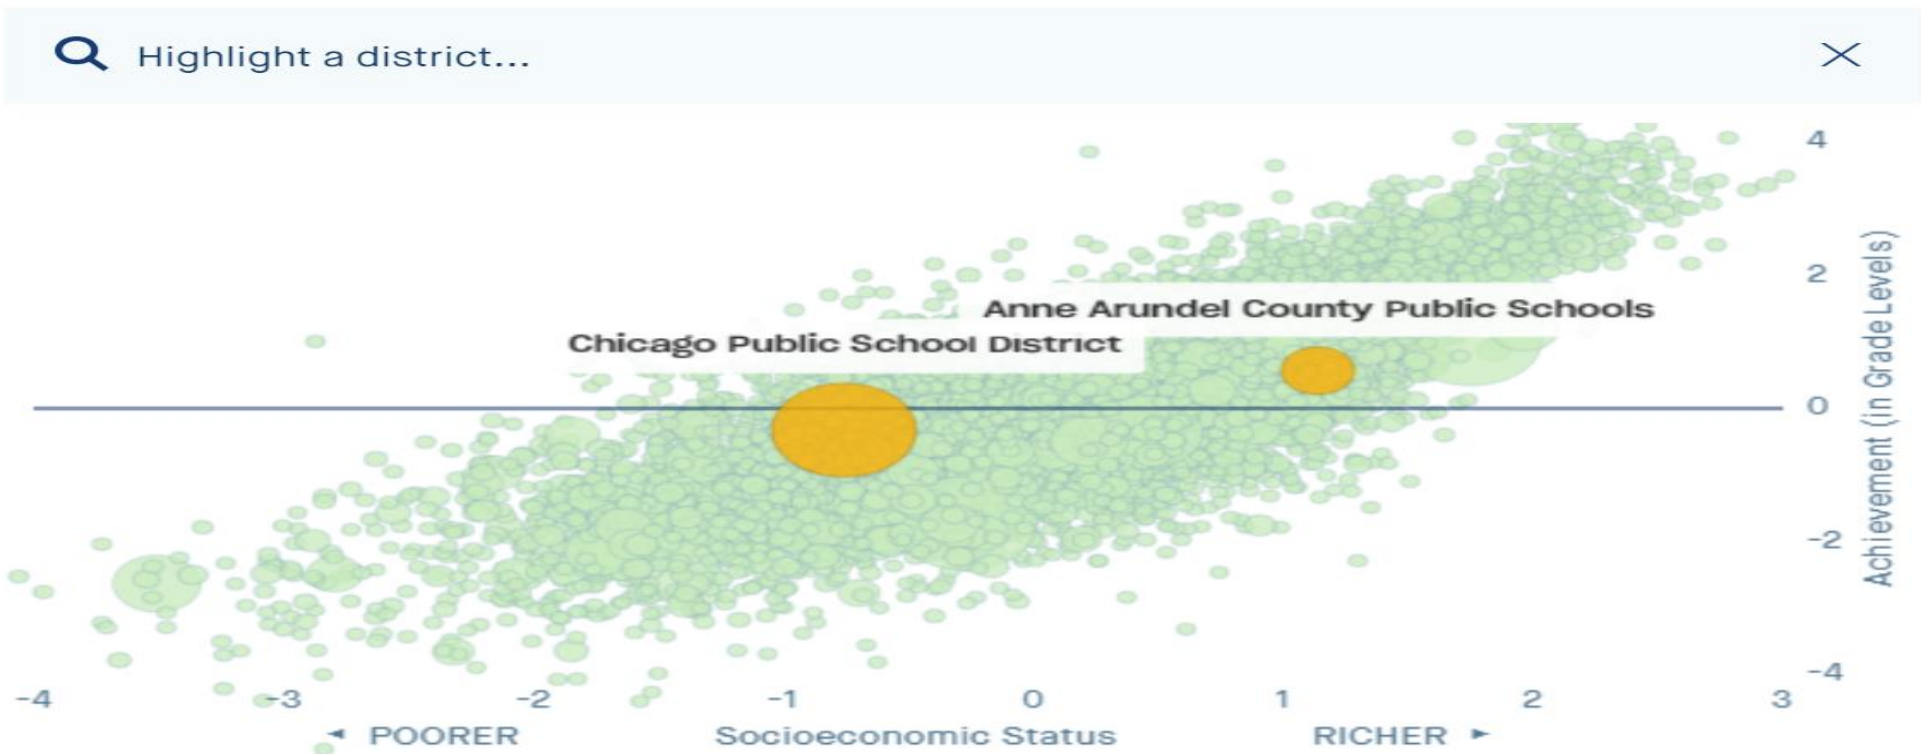 Highlight a district...
4
2
Anne Arundel County Public Schools
Chicago Public School District
0
-2
-4
Achievement (in Grade Levels)
-4 -3 -2 -1 0 1 2 3
◄ POORER Socioeconomic Status RICHER ►